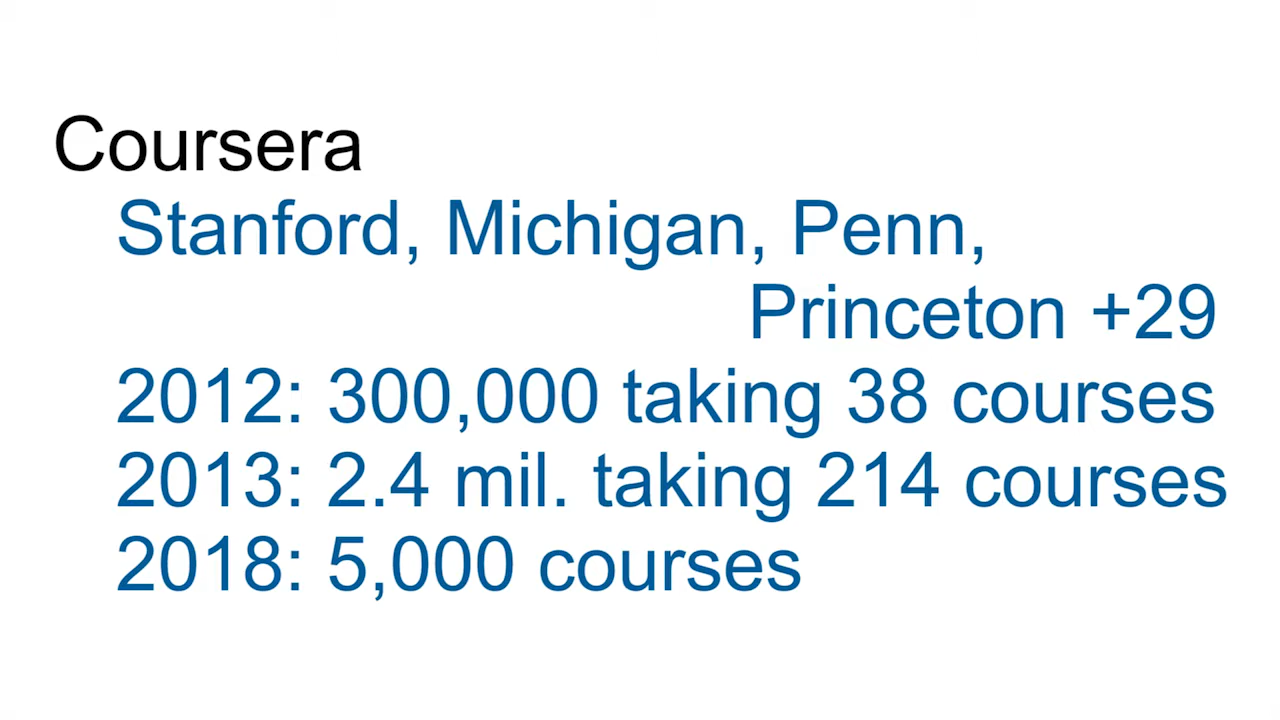 Coursera
Stanford, Michigan, Penn,
Princeton +29
2012: 300,000 taking 38 courses
2013: 2.4 mil. taking 214 courses
2018: 5,000 courses